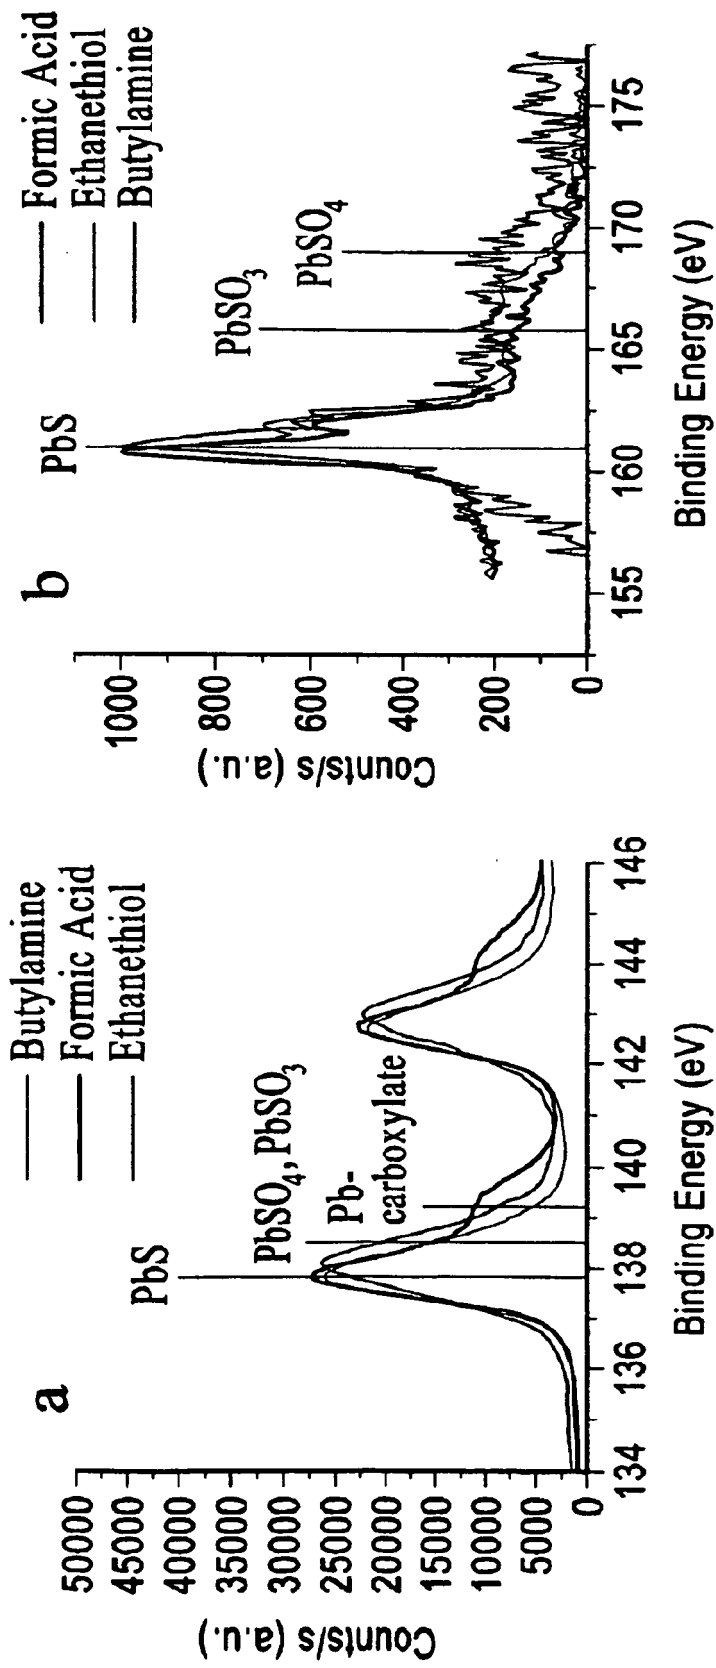 a
Butylamine
Formic Acid
Ethanethiol
PbS
PbSO4, PbSO3
Pb-
carboxylate
Counts/s (a.u.)
50000
45000
40000
35000
30000
25000
20000
15000
10000
5000
0
134 136 138 140 142 144 146
Binding Energy (eV)
b
Formic Acid
Ethanethiol
Butylamine
PbS
PbSO3
PbSO4
Counts/s (a.u.)
1000
800
600
400
200
0
155 160 165 170 175
Binding Energy (eV)